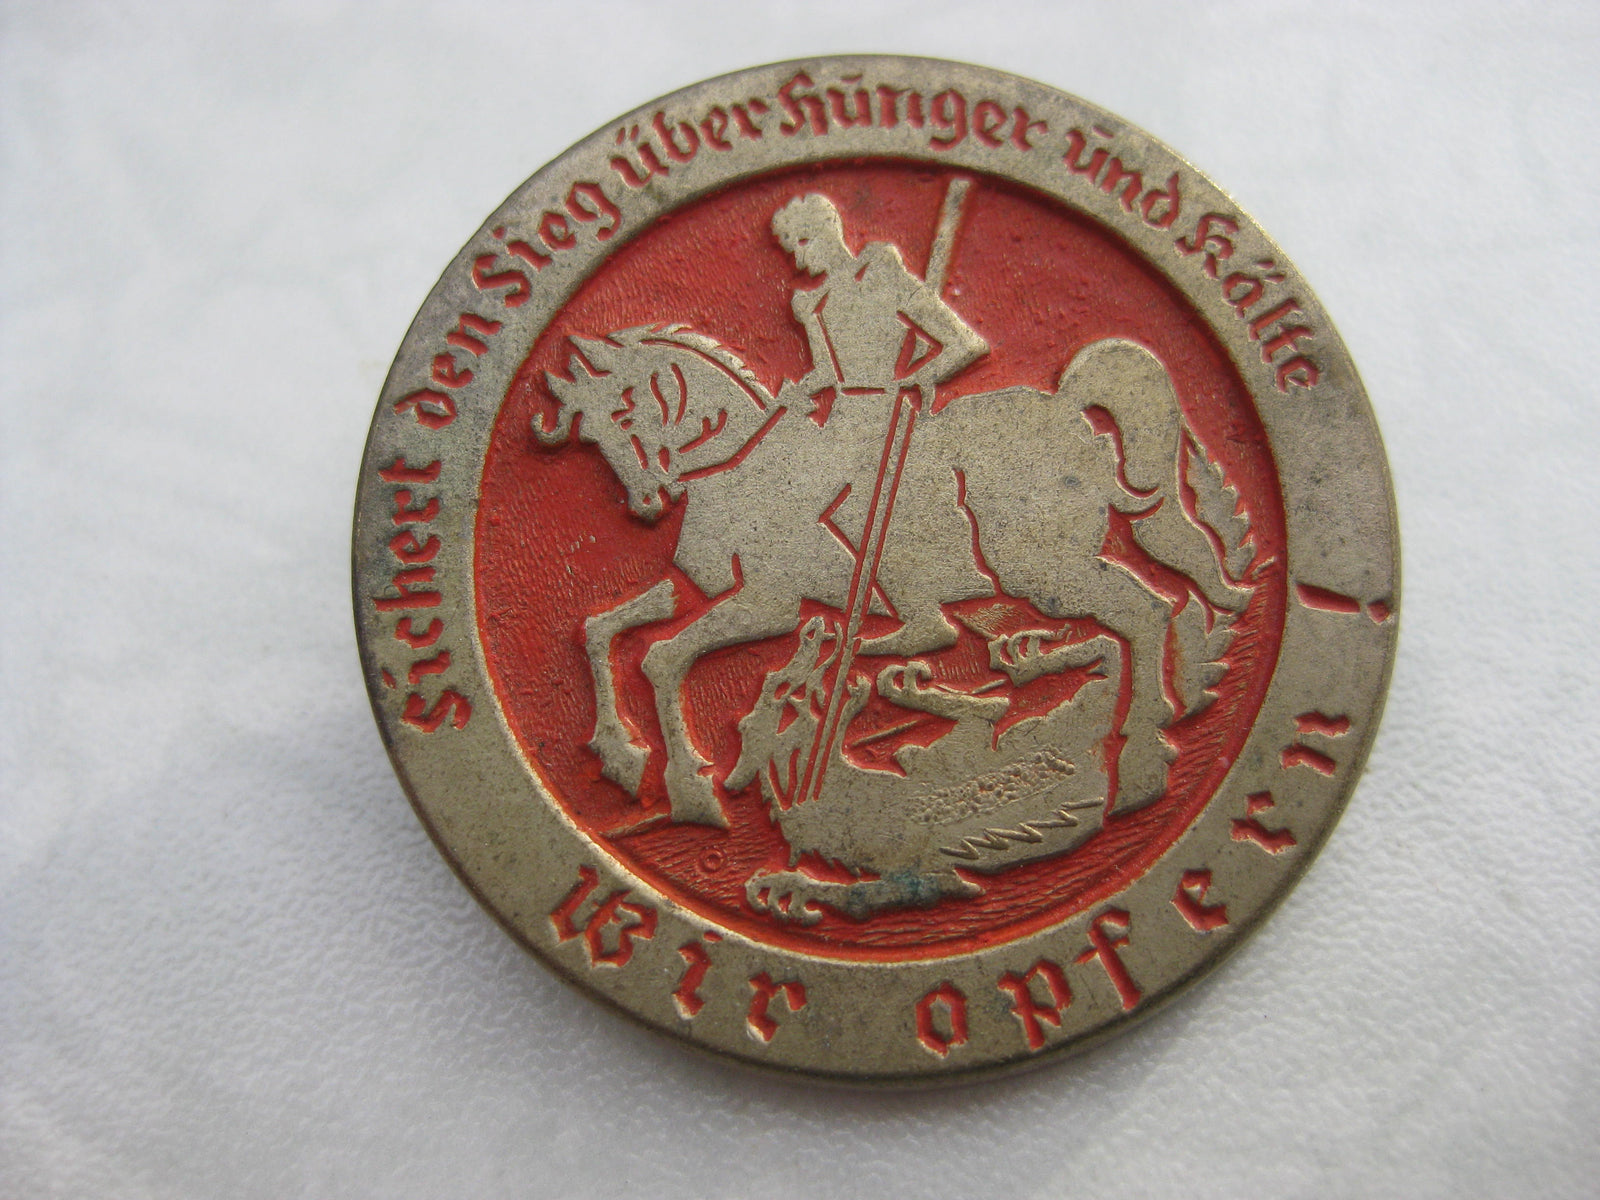 Sichert den Sieg über Hunger und Kälte
Wir opfern!